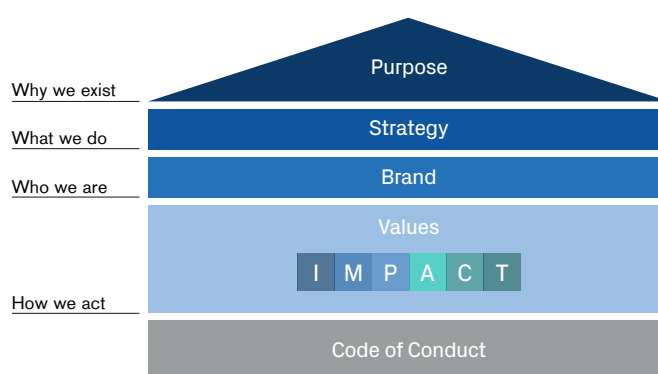 Purpose
Why we exist
Strategy
What we do
Brand
Who we are
Values
I M P A C T
How we act
Code of Conduct